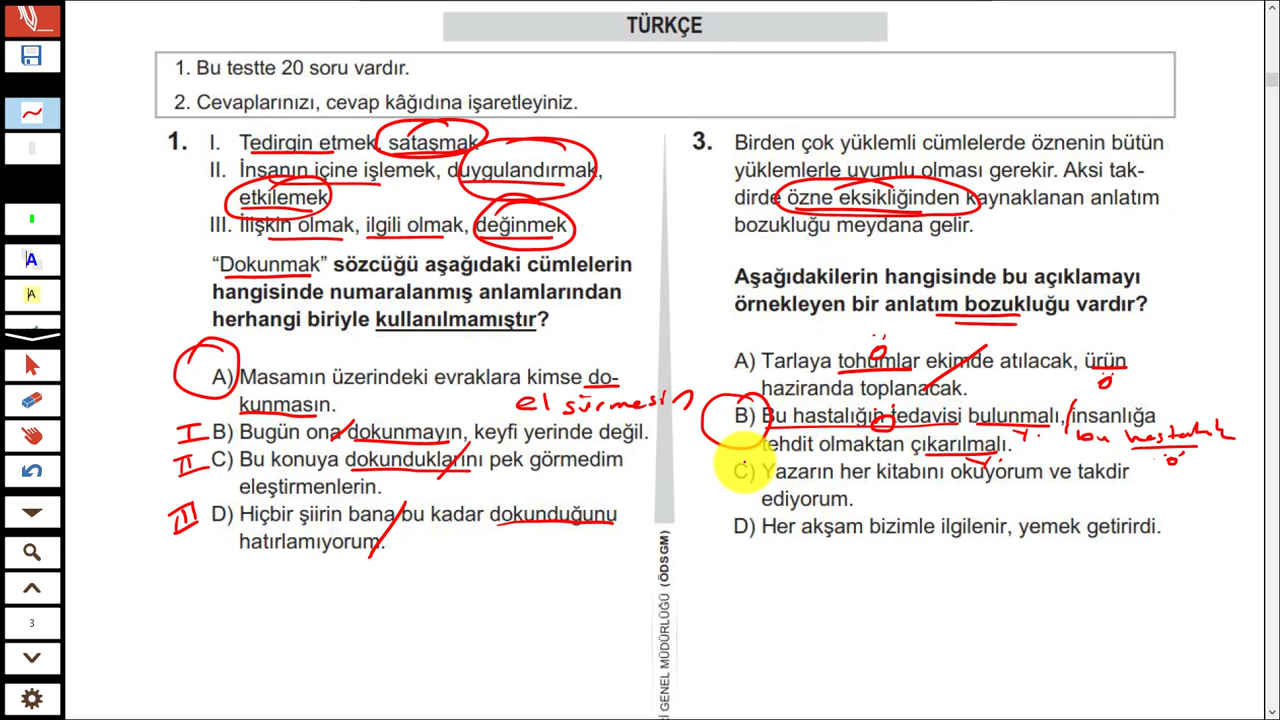 TÜRKÇE
1. Bu testte 20 soru vardır.
2. Cevaplarınızı, cevap kâğıdına işaretleyiniz.
1. I. Tedirgin etmek, sataşmak
II. İnsanın içine işlemek, duygulandırmak,
etkilemek
III. İlişkin olmak, ilgili olmak, değinmek
“Dokunmak” sözcüğü aşağıdaki cümlelerin
hangisinde numaralanmış anlamlarından
herhangi biriyle kullanılmamıştır?
A) Masamın üzerindeki evraklara kimse do-
kunmasın.
el sürmesin
I B) Bugün ona dokunmayın, keyfi yerinde değil.
II C) Bu konuya dokunduklarını pek görmedim
eleştirmenlerin.
III D) Hiçbir şiirin bana bu kadar dokunduğunu
hatırlamıyorum.
3. Birden çok yüklemli cümlelerde öznenin bütün
yüklemlerle uyumlu olması gerekir. Aksi tak-
dirde özne eksikliğinden kaynaklanan anlatım
bozukluğu meydana gelir.
Aşağıdakilerin hangisinde bu açıklamayı
örnekleyen bir anlatım bozukluğu vardır?
Ö
A) Tarlaya tohumlar ekimde atılacak, ürün
haziranda toplanacak.
Ö
B) Bu hastalığın tedavisi bulunmalı, insanlığa
Ö
Y.
bu hastalık
tehdit olmaktan çıkarılmalı.
Y.
Ö
C) Yazarın her kitabını okuyorum ve takdir
ediyorum.
D) Her akşam bizimle ilgilenir, yemek getirirdi.
İ GENEL MÜDÜRLÜĞÜ (ÖDSGM)
A
A
3